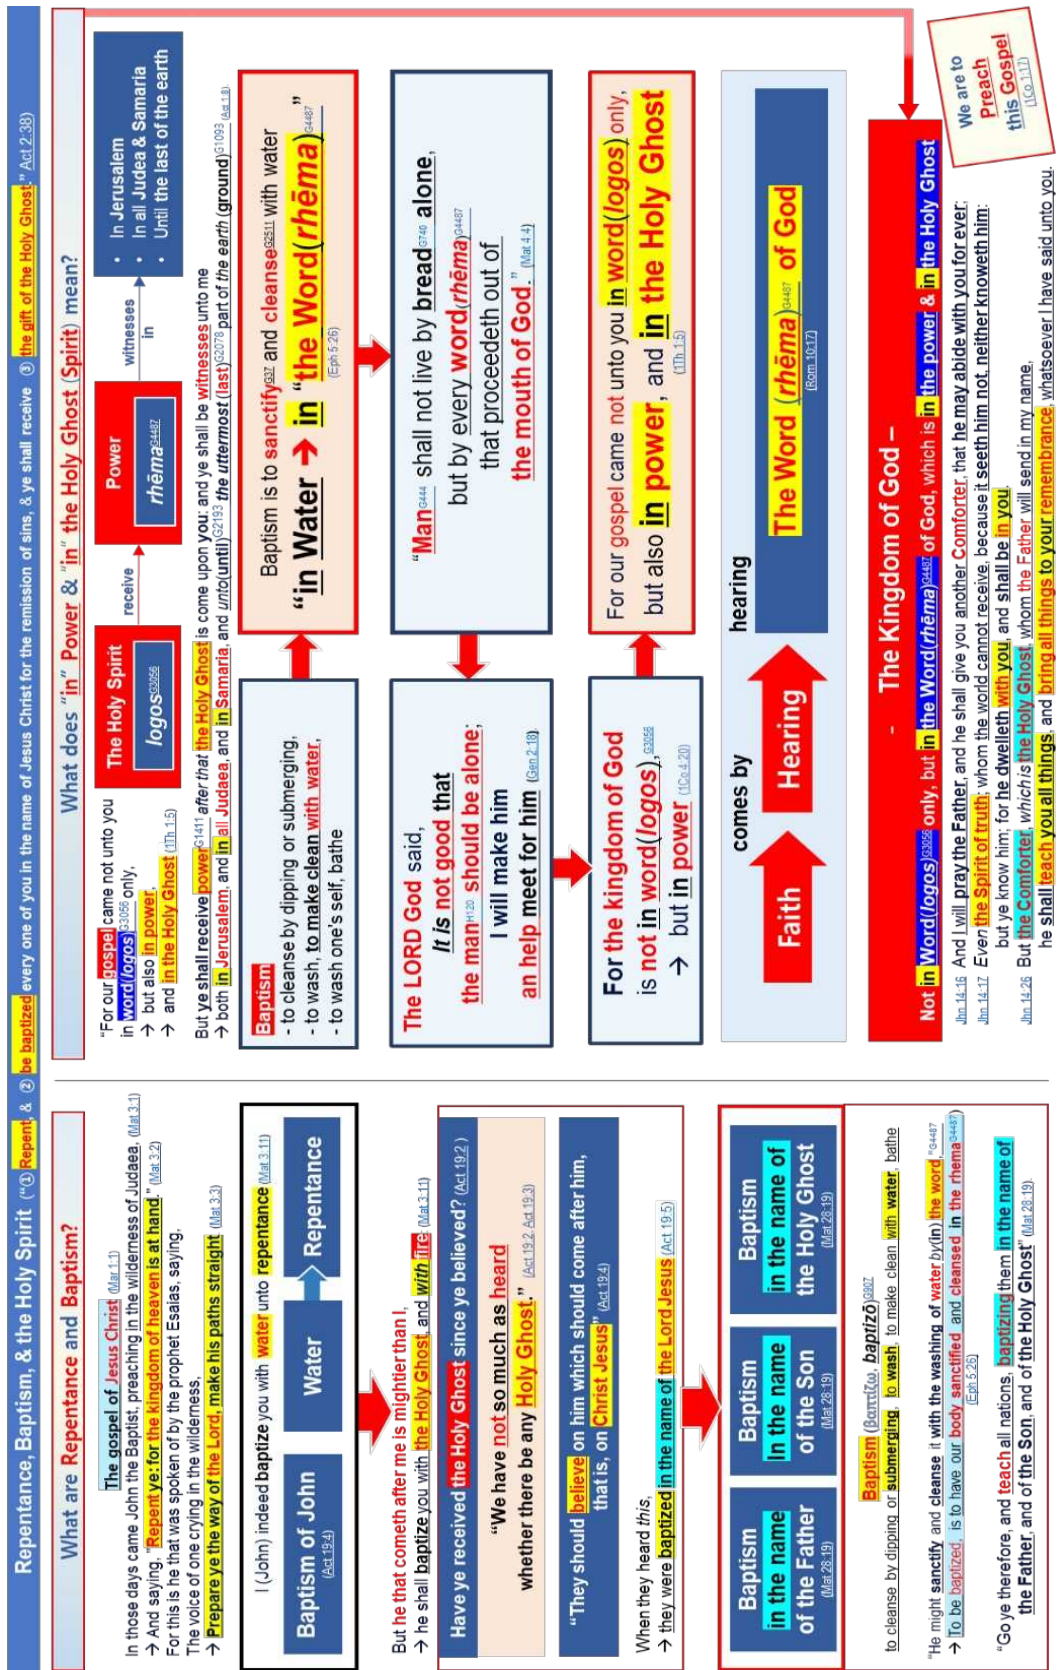 Repentance, Baptism, & the Holy Spirit ("① Repent, & ② be baptized every one of you in the name of Jesus Christ for the remission of sins, & ye shall receive ③ the gift of the Holy Ghost." Act 2:38)
What are Repentance and Baptism?
The gospel of Jesus Christ (Mar 1:1)
In those days came John the Baptist, preaching in the wilderness of Judaea, (Mat 3:1)
→ And saying, "Repent ye: for the kingdom of heaven is at hand." (Mat 3:2)
For this is he that was spoken of by the prophet Esaias, saying,
The voice of one crying in the wilderness,
→ Prepare ye the way of the Lord, make his paths straight (Mat 3:3)
I (John) indeed baptize you with water unto repentance (Mat 3:11)
Baptism of John
(Act 19:4)
Water
Repentance
But he that cometh after me is mightier than I,
→ he shall baptize you with the Holy Ghost, and with fire: (Mat 3:11)
Have ye received the Holy Ghost since ye believed? (Act 19:2)
"We have not so much as heard
whether there be any Holy Ghost." (Act 19:2, Act 19:3)
"They should believe on him which should come after him,
that is, on Christ Jesus" (Act 19:4)
When they heard this,
→ they were baptized in the name of the Lord Jesus (Act 19:5)
Baptism
in the name
of the Father
(Mat 28:19)
Baptism
In the name
of the Son
(Mat 28:19)
Baptism
in the name of
the Holy Ghost
(Mat 28:19)
Baptism (βαπτίζω, baptizō)G907
to cleanse by dipping or submerging, to wash, to make clean with water, bathe
"He might sanctify and cleanse it with the washing of water by(in) the word,"G4487
→ To be baptized, is to have our body sanctified and cleansed in the rhemaG4487)
(Eph 5:26)
"Go ye therefore, and teach all nations, baptizing them in the name of
the Father, and of the Son, and of the Holy Ghost" (Mat 28:19)
What does "in" Power & "in" the Holy Ghost (Spirit) mean?
"For our gospel came not unto you
in word(logos)G3056 only,
→ but also in power,
→ and in the Holy Ghost (1Th 1:5)
The Holy Spirit
logosG3056
receive
Power
rhēmaG4487
witnesses
in
• In Jerusalem
• In all Judea & Samaria
• Until the last of the earth
But ye shall receive powerG1411 after that the Holy Ghost is come upon you: and ye shall be witnesses unto me
→ both in Jerusalem, and in all Judaea, and in Samaria, and unto(until)G2193 the uttermost (last)G2078 part of the earth (ground)G1093 (Act 1:8)
Baptism
- to cleanse by dipping or submerging,
- to wash, to make clean with water,
- to wash one's self, bathe
Baptism is to sanctifyG37 and cleanseG2511 with water
"in Water → in "the Word(rhēma)"G4487
(Eph 5:26)
"ManG444 shall not live by breadG740 alone,
but by every word(rhēma)G4487
that proceedeth out of
the mouth of God." (Mat 4:4)
The LORD God said,
It is not good that
the manH120 should be alone;
I will make him
an help meet for him (Gen 2:18)
For the kingdom of God
is not in word(logos),G3056
→ but in power (1Co 4:20)
For our gospel came not unto you in word(logos) only,
but also in power, and in the Holy Ghost
(1Th 1:5)
comes by
hearing
Faith
Hearing
The Word (rhēma)G4487 of God
(Rom 10:17)
- The Kingdom of God –
Not in Word(logos)G3056 only, but in the Word(rhēma)G4487 of God, which is in the power & in the Holy Ghost
We are to
Preach
this Gospel
(1Co 1:17)
Jhn 14:16 And I will pray the Father, and he shall give you another Comforter, that he may abide with you for ever;
Jhn 14:17 Even the Spirit of truth; whom the world cannot receive, because it seeth him not, neither knoweth him:
but ye know him; for he dwelleth with you, and shall be in you.
Jhn 14:26 But the Comforter, which is the Holy Ghost, whom the Father will send in my name,
he shall teach you all things, and bring all things to your remembrance, whatsoever I have said unto you.